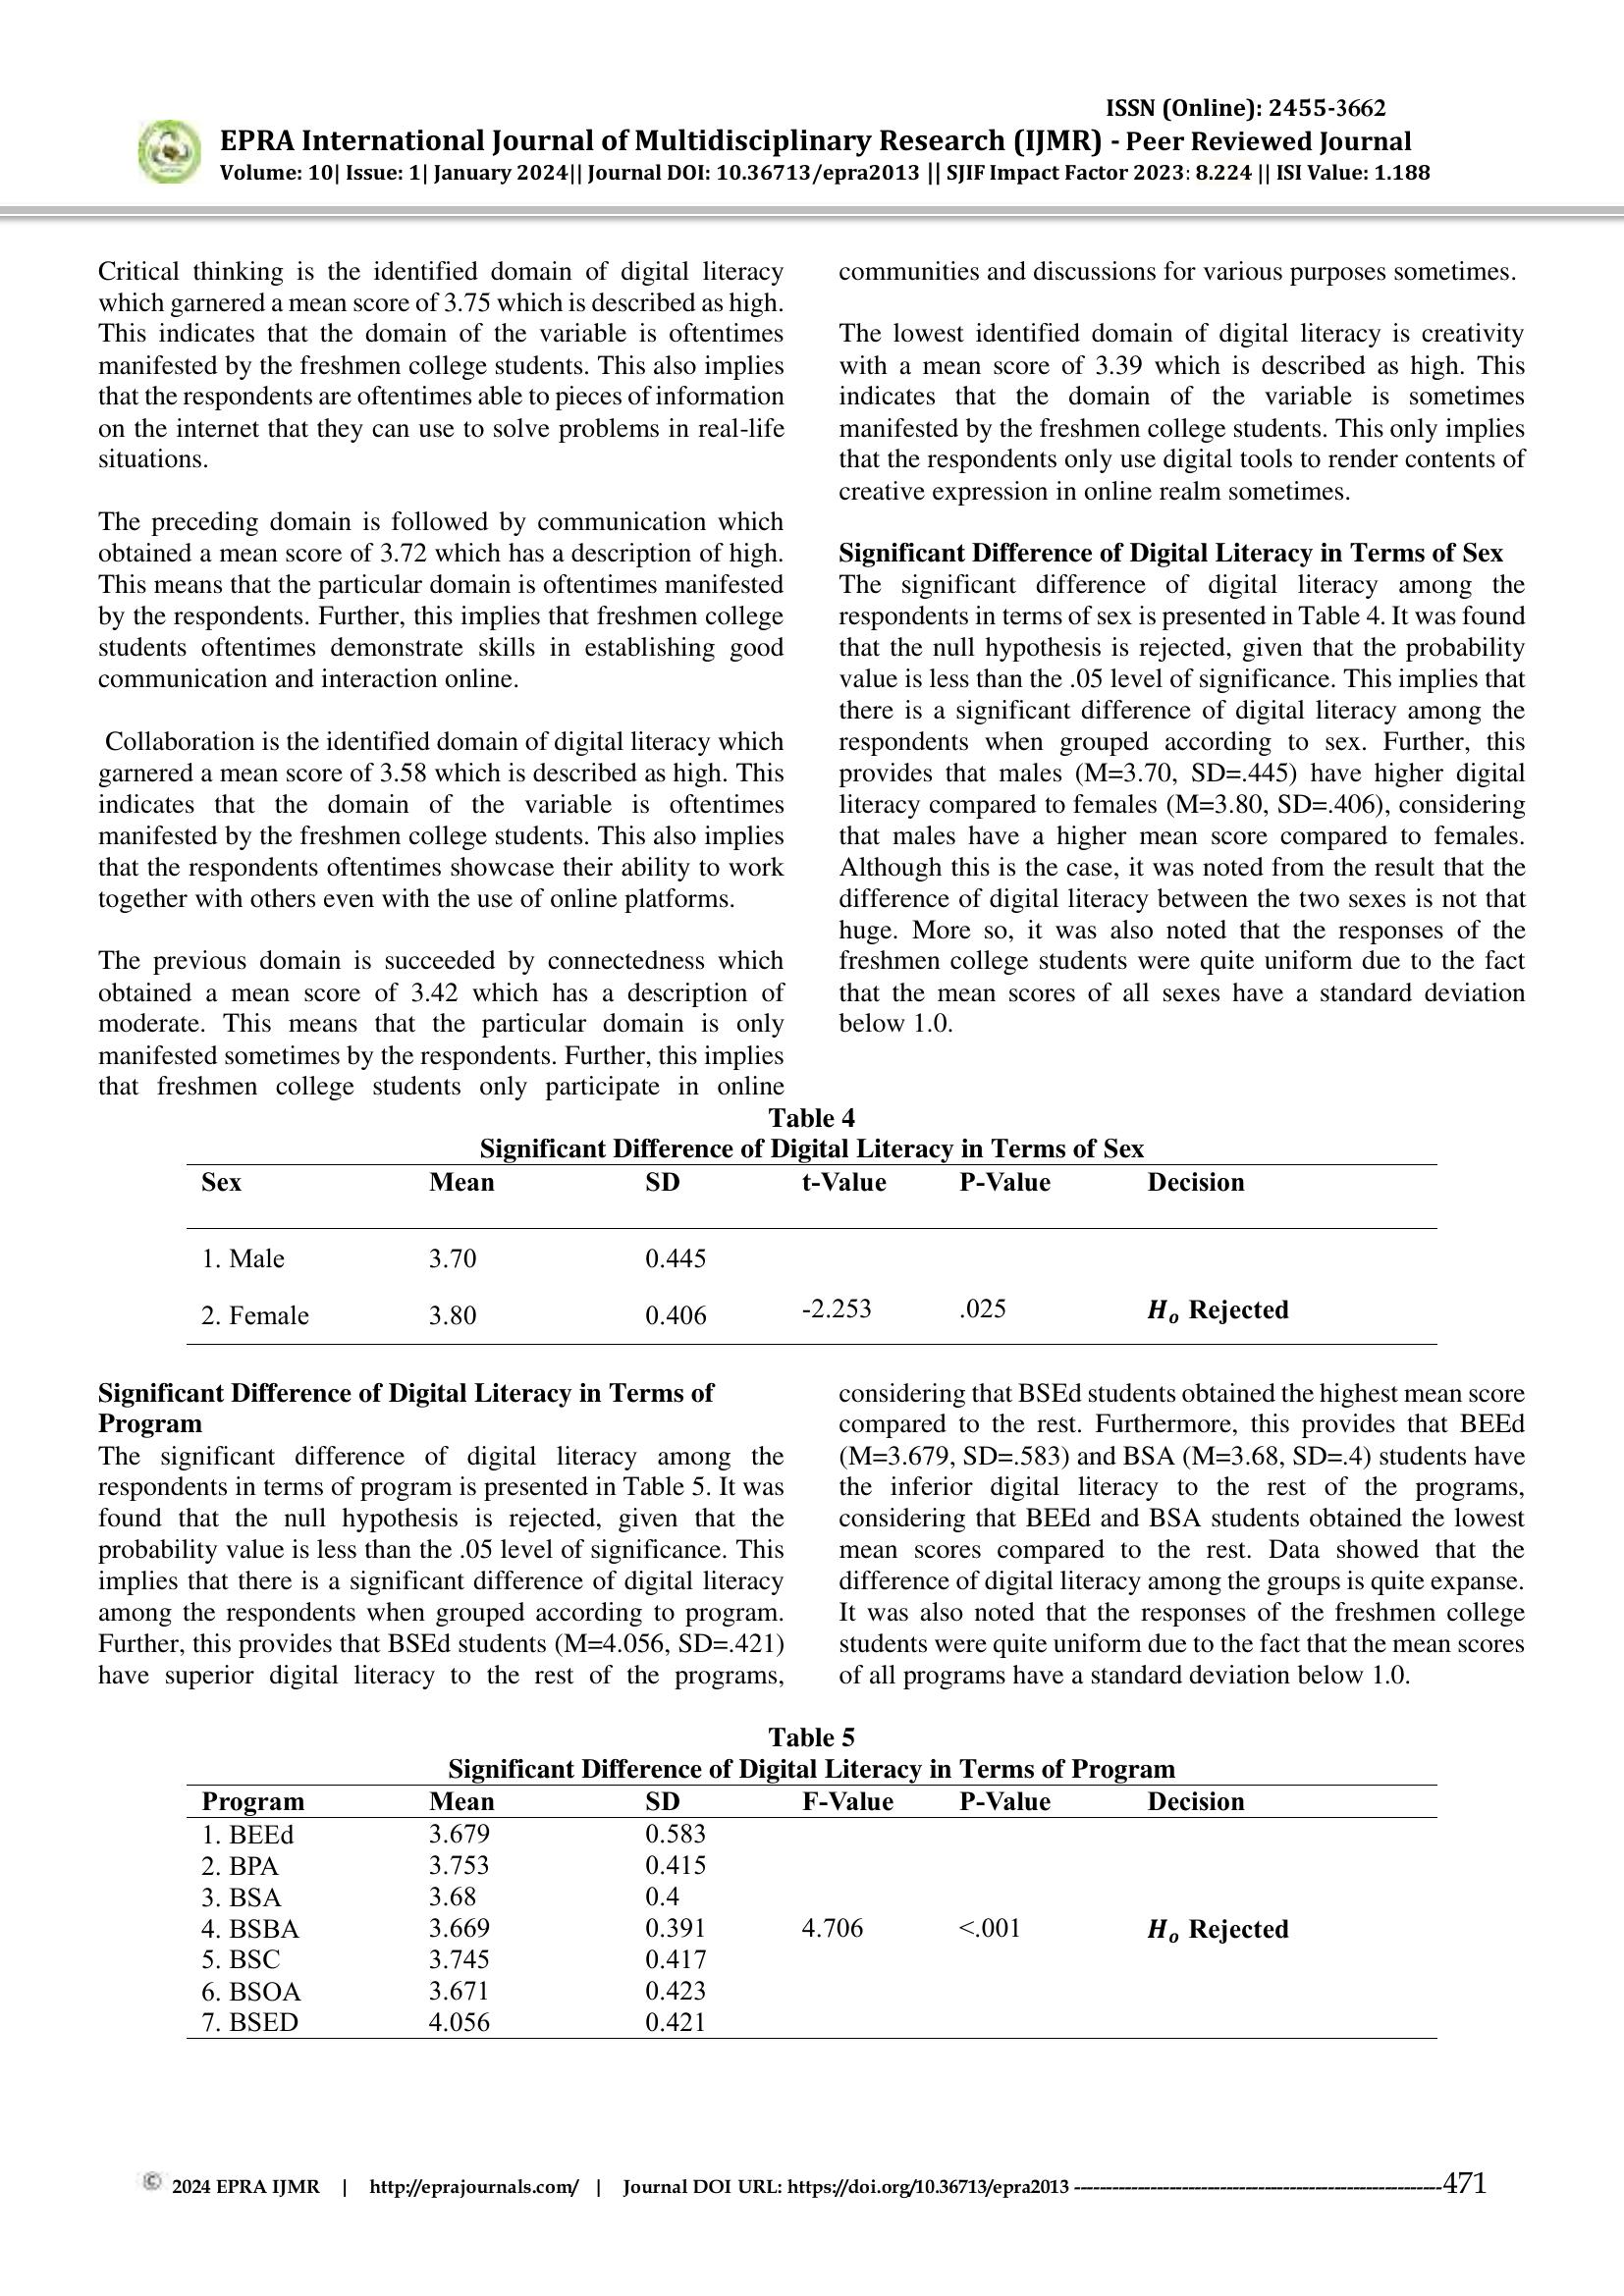 ISSN (Online): 2455-3662
EPRA International Journal of Multidisciplinary Research (IJMR) - Peer Reviewed Journal
Volume: 10| Issue: 1| January 2024|| Journal DOI: 10.36713/epra2013 || SJIF Impact Factor 2023: 8.224 || ISI Value: 1.188
Critical thinking is the identified domain of digital literacy
which garnered a mean score of 3.75 which is described as high.
This indicates that the domain of the variable is oftentimes
manifested by the freshmen college students. This also implies
that the respondents are oftentimes able to pieces of information
on the internet that they can use to solve problems in real-life
situations.
The preceding domain is followed by communication which
obtained a mean score of 3.72 which has a description of high.
This means that the particular domain is oftentimes manifested
by the respondents. Further, this implies that freshmen college
students oftentimes demonstrate skills in establishing good
communication and interaction online.
Collaboration is the identified domain of digital literacy which
garnered a mean score of 3.58 which is described as high. This
indicates that the domain of the variable is oftentimes
manifested by the freshmen college students. This also implies
that the respondents oftentimes showcase their ability to work
together with others even with the use of online platforms.
The previous domain is succeeded by connectedness which
obtained a mean score of 3.42 which has a description of
moderate. This means that the particular domain is only
manifested sometimes by the respondents. Further, this implies
that freshmen college students only participate in online
communities and discussions for various purposes sometimes.
The lowest identified domain of digital literacy is creativity
with a mean score of 3.39 which is described as high. This
indicates that the domain of the variable is sometimes
manifested by the freshmen college students. This only implies
that the respondents only use digital tools to render contents of
creative expression in online realm sometimes.
Significant Difference of Digital Literacy in Terms of Sex
The significant difference of digital literacy among the
respondents in terms of sex is presented in Table 4. It was found
that the null hypothesis is rejected, given that the probability
value is less than the .05 level of significance. This implies that
there is a significant difference of digital literacy among the
respondents when grouped according to sex. Further, this
provides that males (M=3.70, SD=.445) have higher digital
literacy compared to females (M=3.80, SD=.406), considering
that males have a higher mean score compared to females.
Although this is the case, it was noted from the result that the
difference of digital literacy between the two sexes is not that
huge. More so, it was also noted that the responses of the
freshmen college students were quite uniform due to the fact
that the mean scores of all sexes have a standard deviation
below 1.0.
Table 4
Significant Difference of Digital Literacy in Terms of Sex
Sex Mean SD t-Value P-Value Decision
1. Male 3.70 0.445
2. Female 3.80 0.406 -2.253 .025 Hₒ Rejected
Significant Difference of Digital Literacy in Terms of
Program
The significant difference of digital literacy among the
respondents in terms of program is presented in Table 5. It was
found that the null hypothesis is rejected, given that the
probability value is less than the .05 level of significance. This
implies that there is a significant difference of digital literacy
among the respondents when grouped according to program.
Further, this provides that BSEd students (M=4.056, SD=.421)
have superior digital literacy to the rest of the programs,
considering that BSEd students obtained the highest mean score
compared to the rest. Furthermore, this provides that BEEd
(M=3.679, SD=.583) and BSA (M=3.68, SD=.4) students have
the inferior digital literacy to the rest of the programs,
considering that BEEd and BSA students obtained the lowest
mean scores compared to the rest. Data showed that the
difference of digital literacy among the groups is quite expanse.
It was also noted that the responses of the freshmen college
students were quite uniform due to the fact that the mean scores
of all programs have a standard deviation below 1.0.
Table 5
Significant Difference of Digital Literacy in Terms of Program
Program Mean SD F-Value P-Value Decision
1. BEEd 3.679 0.583
2. BPA 3.753 0.415
3. BSA 3.68 0.4
4. BSBA 3.669 0.391 4.706 <.001 Hₒ Rejected
5. BSC 3.745 0.417
6. BSOA 3.671 0.423
7. BSED 4.056 0.421
© 2024 EPRA IJMR | http://eprajournals.com/ | Journal DOI URL: https://doi.org/10.36713/epra2013 ----------------------------------------------------------471